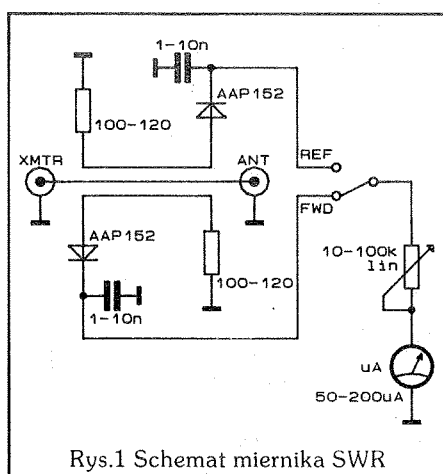 1-10n
AAP152
100-120
REF
XMTR
ANT
FWD
AAP152
10-100k
lin
100-120
1-10n
uA
50-200uA
Rys.1 Schemat miernika SWR